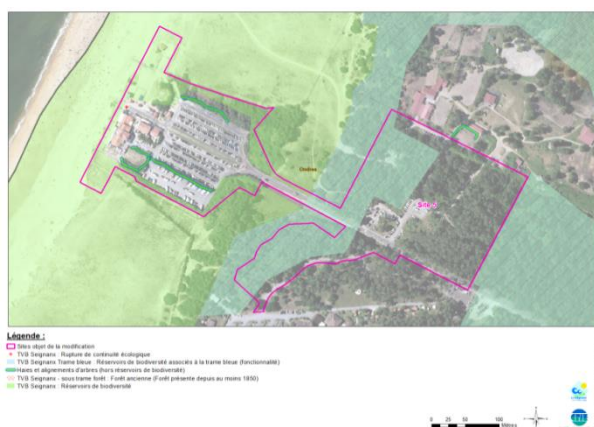 Ondres
Site
Légende :
Sites objet de la modification
TVB Seignanx : Rupture de continuité écologique
TVB Seignanx Trame bleue : Réservoirs de biodiversité associés à la trame bleue (fonctionnalité)
Haies et alignements d'arbres (hors réservoirs de biodiversité)
TVB Seignanx - sous trame forêt : Forêt ancienne (Forêt présente depuis au moins 1850)
TVB Seignanx : Réservoirs de biodiversité
0 25 50 100
Mètres